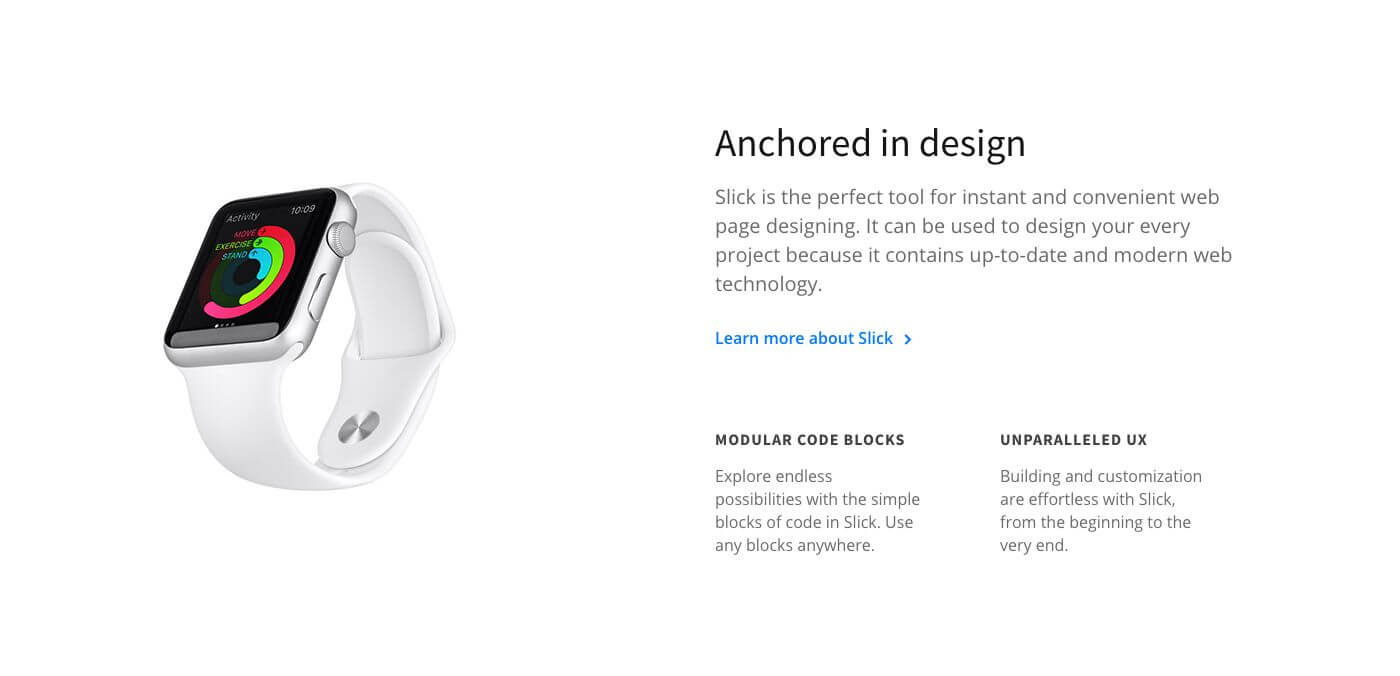 Activity 10:09
MOVE
EXERCISE
STAND
Anchored in design
Slick is the perfect tool for instant and convenient web
page designing. It can be used to design your every
project because it contains up-to-date and modern web
technology.
Learn more about Slick
MODULAR CODE BLOCKS
Explore endless
possibilities with the simple
blocks of code in Slick. Use
any blocks anywhere.
UNPARALLELED UX
Building and customization
are effortless with Slick,
from the beginning to the
very end.